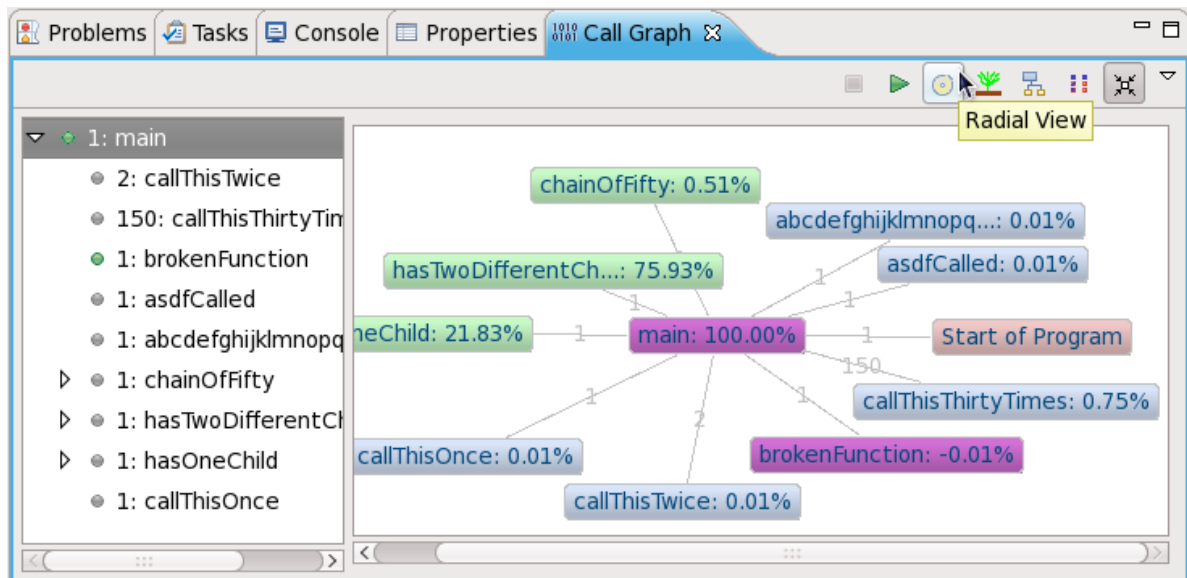 Problems Tasks Console Properties Call Graph
Radial View
1: main
2: callThisTwice
150: callThisThirtyTim
1: brokenFunction
1: asdfCalled
1: abcdefghijklmnopq
1: chainOfFifty
1: hasTwoDifferentCh
1: hasOneChild
1: callThisOnce
chainOfFifty: 0.51%
abcdefghijklmnopq...: 0.01%
asdfCalled: 0.01%
hasTwoDifferentCh...: 75.93%
1
1
1
neChild: 21.83%
1
main: 100.00%
1
Start of Program
150
callThisThirtyTimes: 0.75%
1
1
2
callThisOnce: 0.01%
brokenFunction: -0.01%
callThisTwice: 0.01%